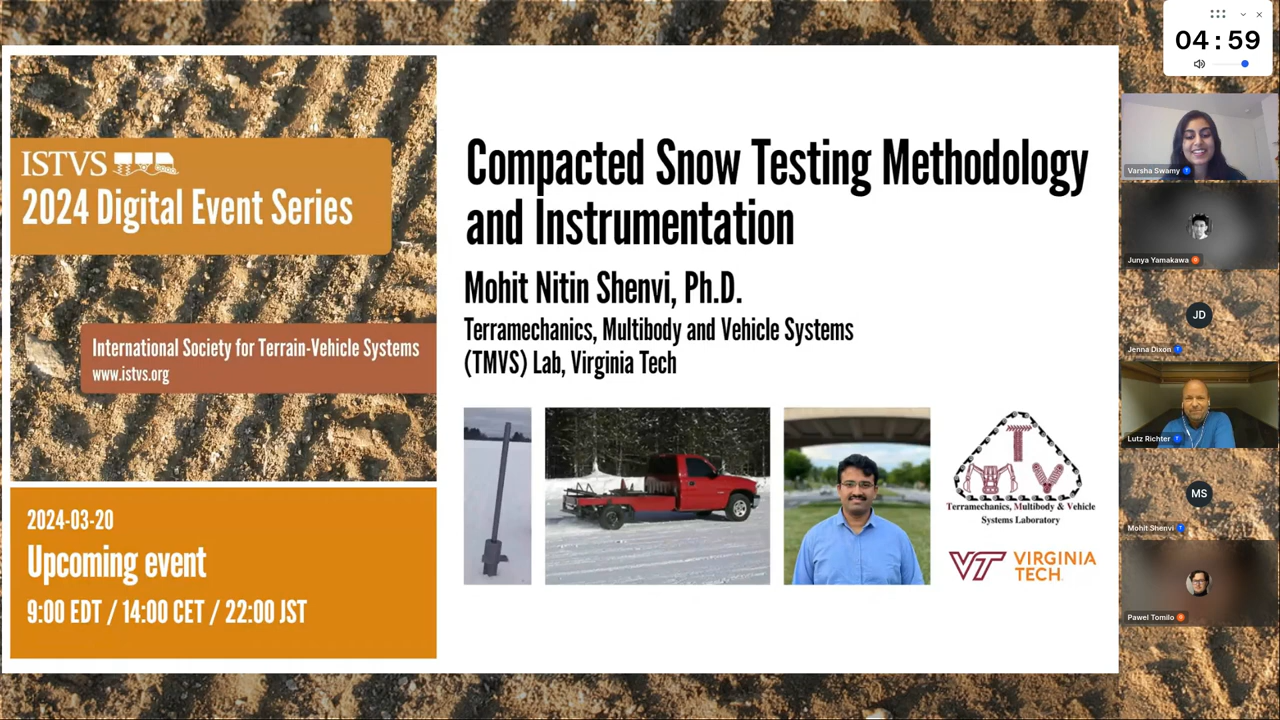 ISTVS
2024 Digital Event Series
International Society for Terrain-Vehicle Systems
www.istvs.org
2024-03-20
Upcoming event
9:00 EDT / 14:00 CET / 22:00 JST
Compacted Snow Testing Methodology
and Instrumentation
Mohit Nitin Shenvi, Ph.D.
Terramechanics, Multibody and Vehicle Systems
(TMVS) Lab, Virginia Tech
T
M V
Terramechanics, Multibody & Vehicle
Systems Laboratory
VT VIRGINIA
TECH
04:59
Varsha Swamy T
Junya Yamakawa
JD
Jenna Dixon T
Lutz Richter T
MS
Mohit Shenvi T
Pawel Tomilo